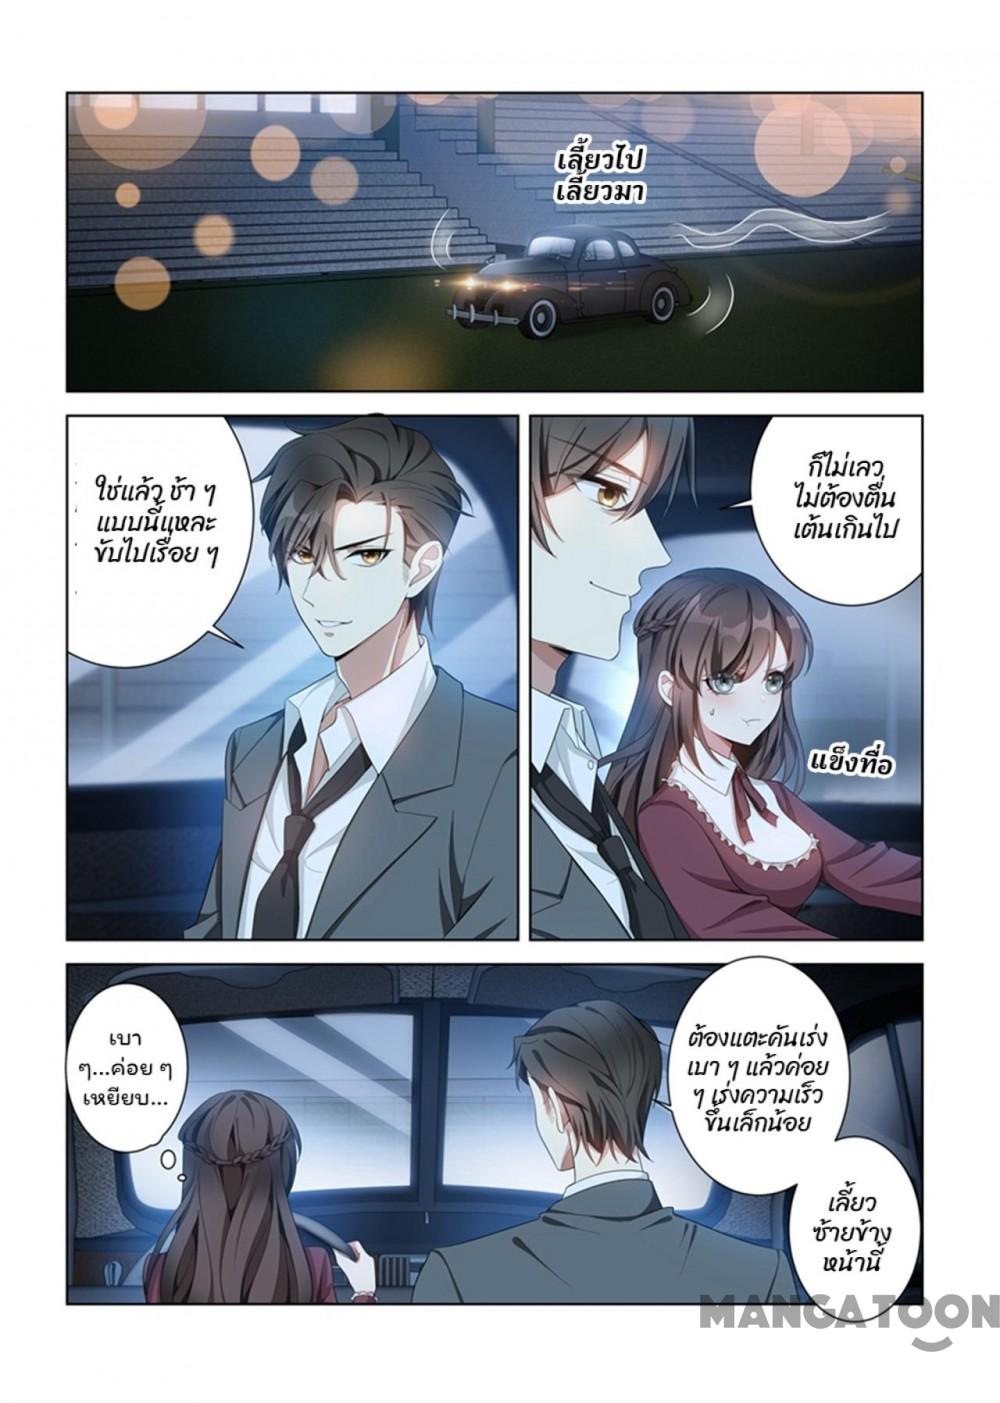 เลี้ยวไป
เลี้ยวมา
ใช่แล้ว ช้า ๆ
แบบนี้แหละ
ขับไปเรื่อย ๆ
ก็ไม่เลว
ไม่ต้องตื่น
เต้นเกินไป
แข็งทื่อ
เบา
ๆ...ค่อย ๆ
เหยียบ...
ต้องแตะคันเร่ง
เบา ๆ แล้วค่อย
ๆ เร่งความเร็ว
ขึ้นเล็กน้อย
เลี้ยว
ซ้ายข้าง
หน้านี้
MANGATOON